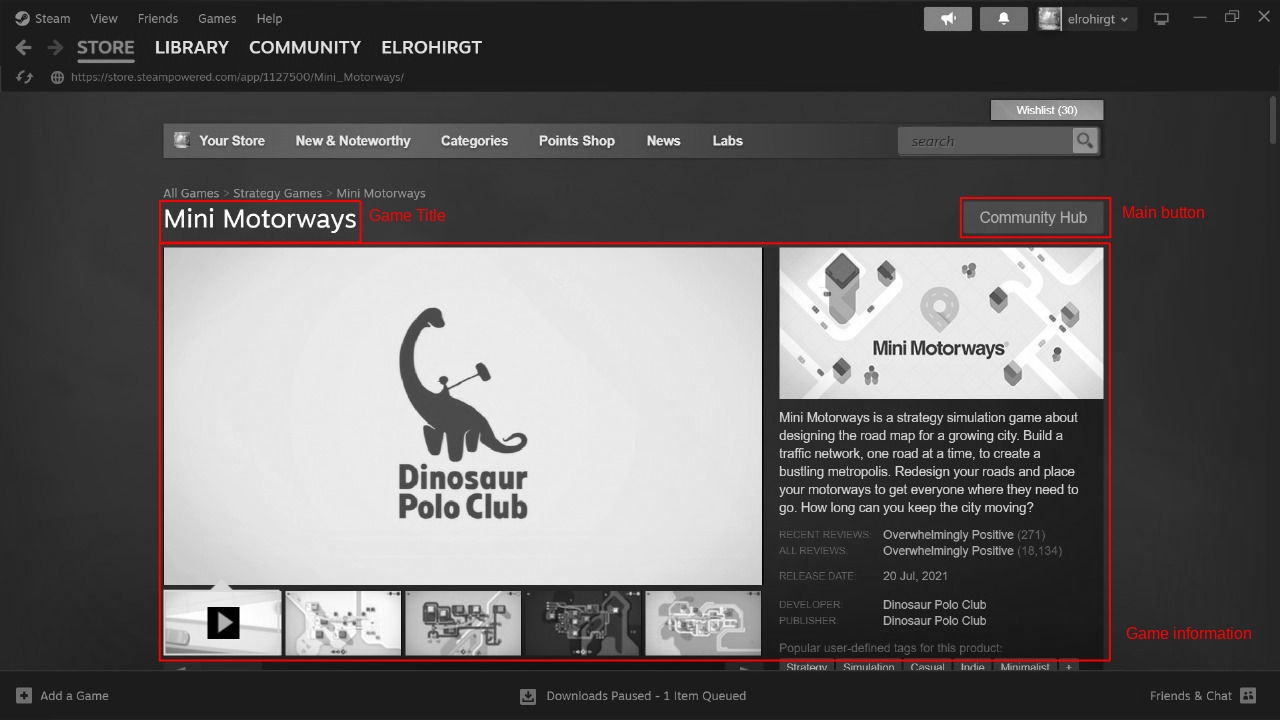 Steam View Friends Games Help elrohirgt
STORE LIBRARY COMMUNITY ELROHIRGT
https://store.steampowered.com/app/1127500/Mini_Motorways/
Wishlist (30)
Your Store New & Noteworthy Categories Points Shop News Labs search
All Games > Strategy Games > Mini Motorways
Mini Motorways Game Title Community Hub Main button
Dinosaur
Polo Club
Mini Motorways
Mini Motorways is a strategy simulation game about
designing the road map for a growing city. Build a
traffic network, one road at a time, to create a
bustling metropolis. Redesign your roads and place
your motorways to get everyone where they need to
go. How long can you keep the city moving?
RECENT REVIEWS: Overwhelmingly Positive (271)
ALL REVIEWS: Overwhelmingly Positive (18,134)
RELEASE DATE: 20 Jul, 2021
DEVELOPER: Dinosaur Polo Club
PUBLISHER: Dinosaur Polo Club
Game information
Popular user-defined tags for this product:
Strategy Simulation Casual Indie Minimalist +
Add a Game Downloads Paused - 1 Item Queued Friends & Chat